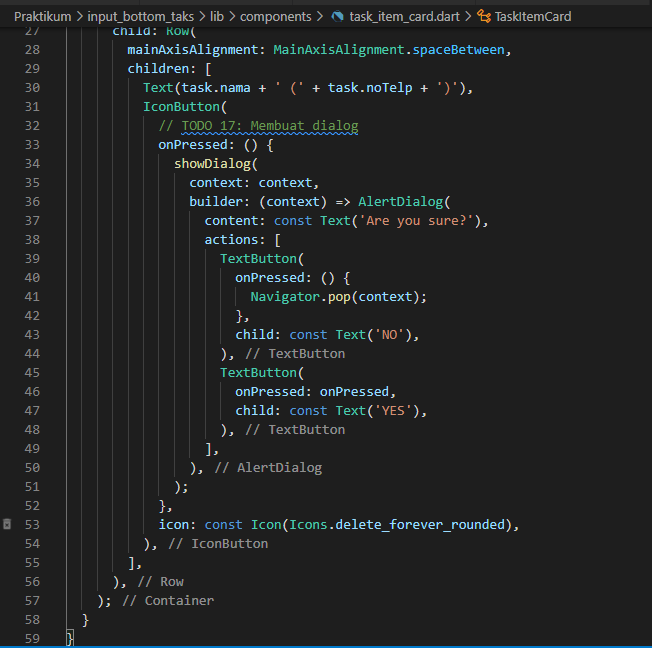 Praktikum > input_bottom_taks > lib > components > task_item_card.dart > TaskItemCard
27 child: Row(
28 mainAxisAlignment: MainAxisAlignment.spaceBetween,
29 children: [
30 Text(task.nama + ' (' + task.noTelp + ')'),
31 IconButton(
32 // TODO 17: Membuat dialog
33 onPressed: () {
34 showDialog(
35 context: context,
36 builder: (context) => AlertDialog(
37 content: const Text('Are you sure?'),
38 actions: [
39 TextButton(
40 onPressed: () {
41 Navigator.pop(context);
42 },
43 child: const Text('NO'),
44 ), // TextButton
45 TextButton(
46 onPressed: onPressed,
47 child: const Text('YES'),
48 ), // TextButton
49 ],
50 ), // AlertDialog
51 );
52 },
53 icon: const Icon(Icons.delete_forever_rounded),
54 ), // IconButton
55 ],
56 ), // Row
57 ); // Container
58 }
59 }